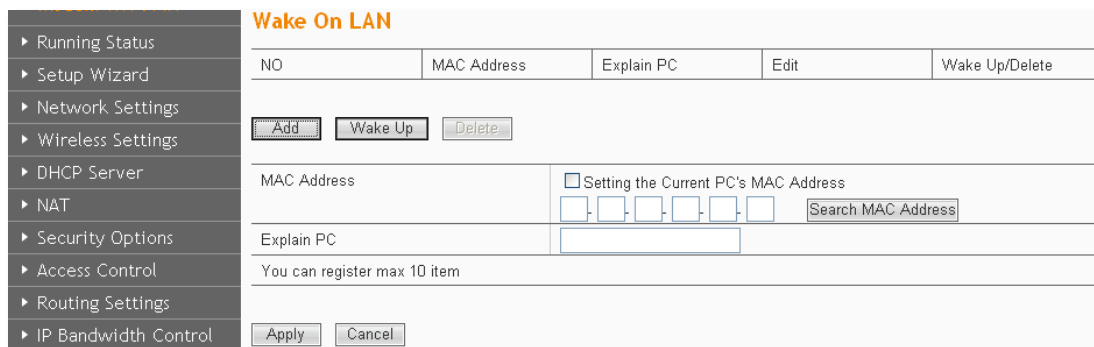 Wake On LAN
Running Status
Setup Wizard
Network Settings
Wireless Settings
DHCP Server
NAT
Security Options
Access Control
Routing Settings
IP Bandwidth Control
NO MAC Address Explain PC Edit Wake Up/Delete
Add Wake Up Delete
MAC Address Setting the Current PC's MAC Address
- - - - - Search MAC Address
Explain PC
You can register max 10 item
Apply Cancel